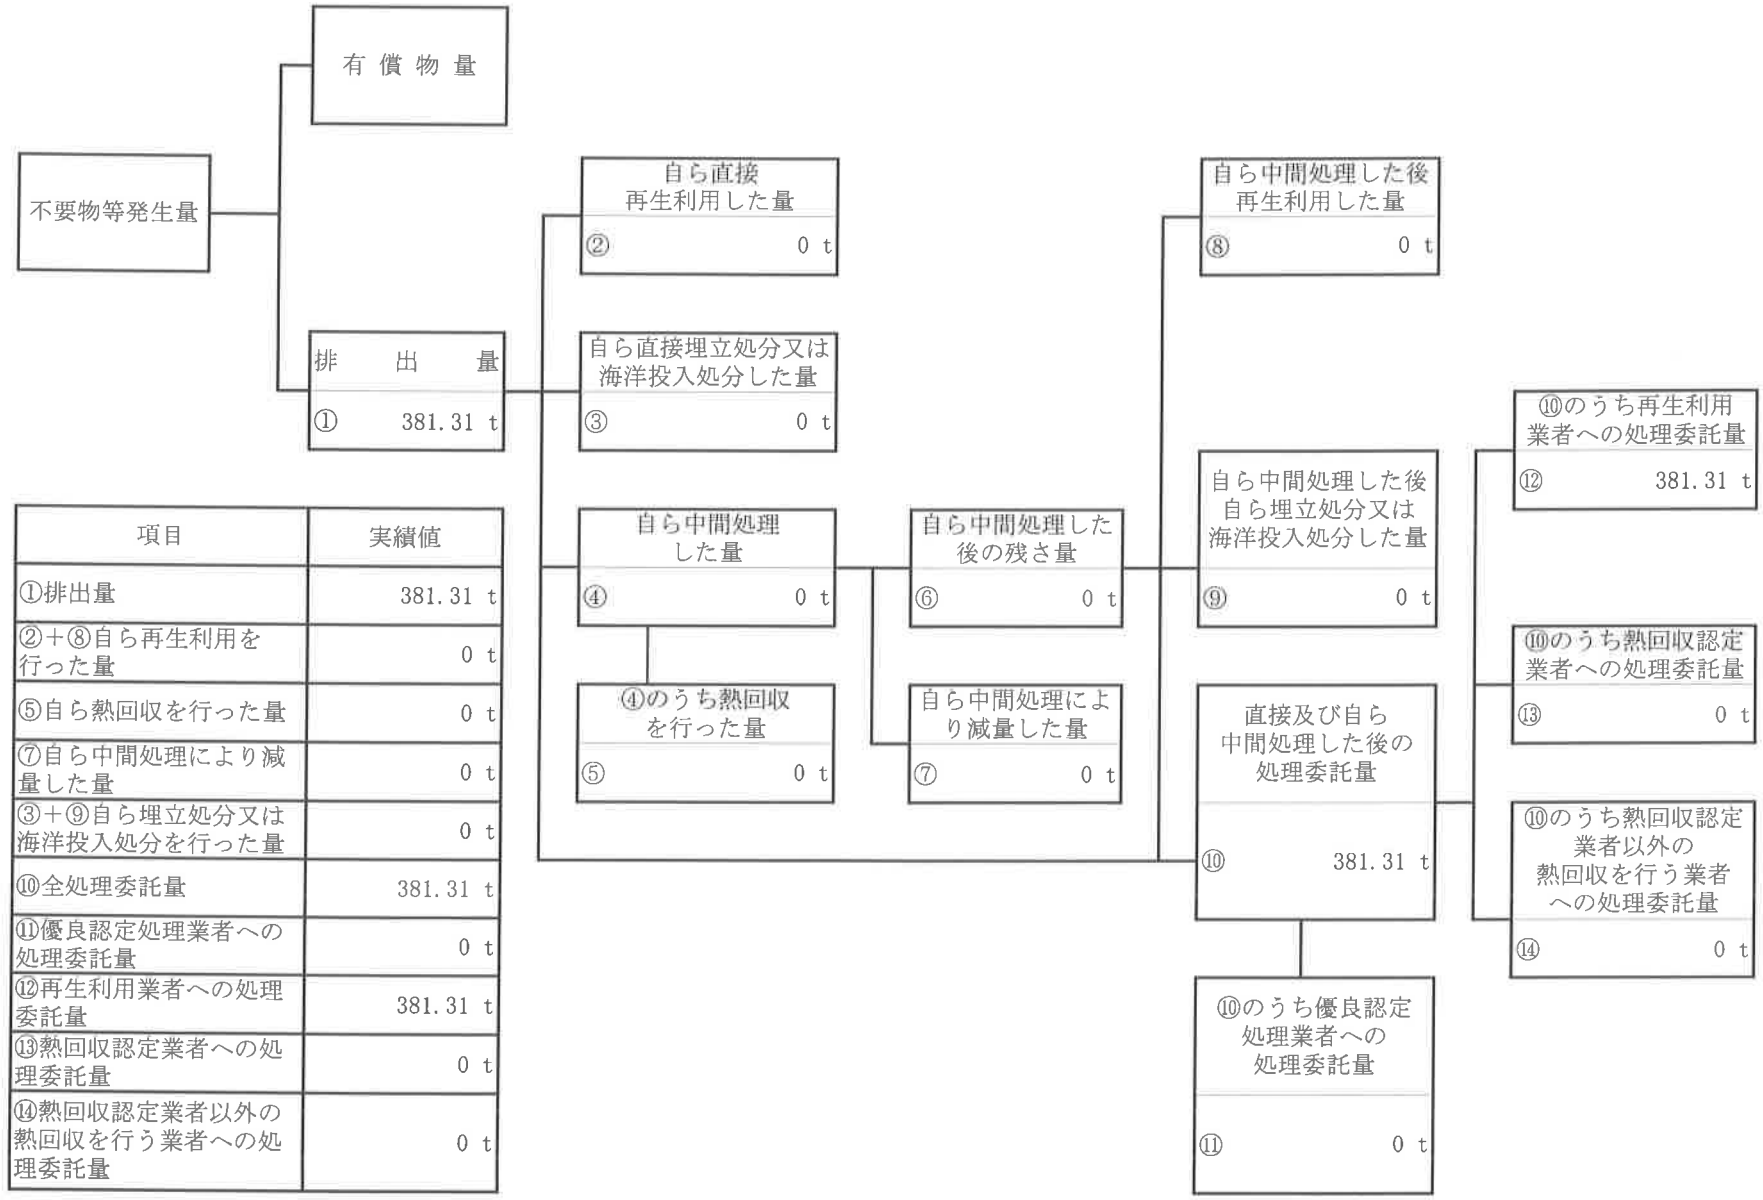 有償物量
不要物等発生量
排出量
① 381.31 t
自ら直接
再生利用した量
② 0 t
自ら直接埋立処分又は
海洋投入処分した量
③ 0 t
自ら中間処理
した量
④ 0 t
④のうち熱回収
を行った量
⑤ 0 t
自ら中間処理した
後の残さ量
⑥ 0 t
自ら中間処理によ
り減量した量
⑦ 0 t
自ら中間処理した後
再生利用した量
⑧ 0 t
自ら中間処理した後
自ら埋立処分又は
海洋投入処分した量
⑨ 0 t
直接及び自ら
中間処理した後の
処理委託量
⑩ 381.31 t
⑩のうち優良認定
処理業者への
処理委託量
⑪ 0 t
⑩のうち再生利用
業者への処理委託量
⑫ 381.31 t
⑩のうち熱回収認定
業者への処理委託量
⑬ 0 t
⑩のうち熱回収認定
業者以外の
熱回収を行う業者
への処理委託量
⑭ 0 t
項目 実績値
①排出量 381.31 t
②+⑧自ら再生利用を
行った量 0 t
⑤自ら熱回収を行った量 0 t
⑦自ら中間処理により減
量した量 0 t
③+⑨自ら埋立処分又は
海洋投入処分を行った量 0 t
⑩全処理委託量 381.31 t
⑪優良認定処理業者への
処理委託量 0 t
⑫再生利用業者への処理
委託量 381.31 t
⑬熱回収認定業者への処
理委託量 0 t
⑭熱回収認定業者以外の
熱回収を行う業者への処
理委託量 0 t